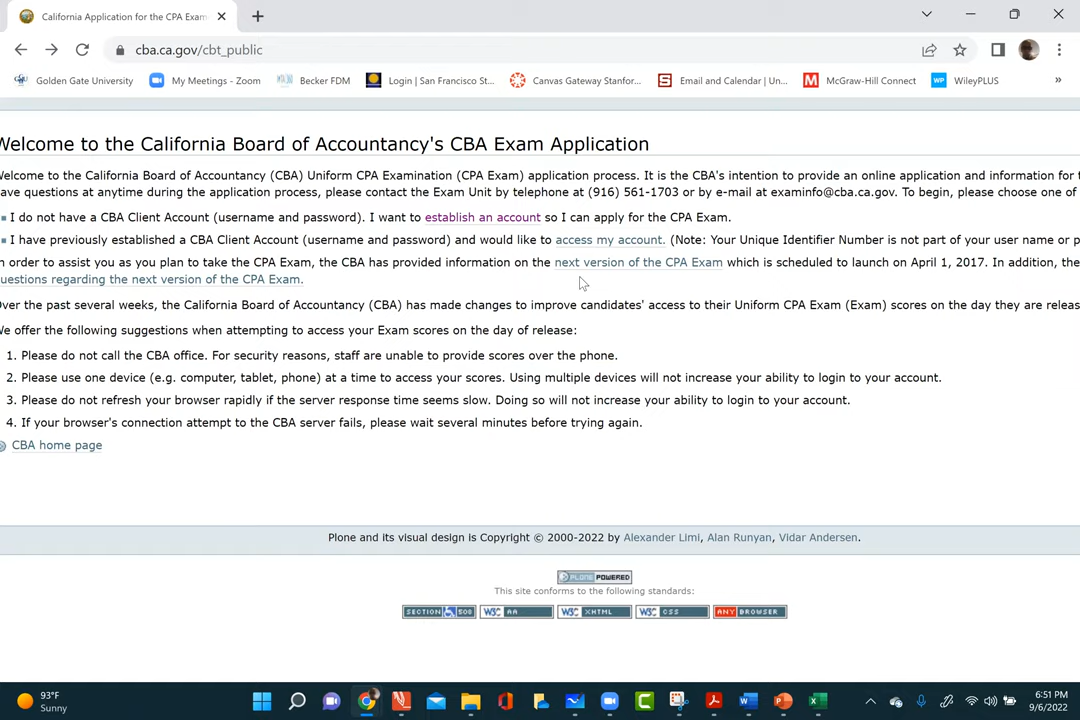 California Application for the CPA Exam
cba.ca.gov/cbt_public
Golden Gate University My Meetings - Zoom Becker FDM Login | San Francisco St... Canvas Gateway Stanfor... Email and Calendar | Un... McGraw-Hill Connect WileyPLUS »
Welcome to the California Board of Accountancy's CBA Exam Application
Welcome to the California Board of Accountancy (CBA) Uniform CPA Examination (CPA Exam) application process. It is the CBA's intention to provide an online application and information for
have questions at anytime during the application process, please contact the Exam Unit by telephone at (916) 561-1703 or by e-mail at examinfo@cba.ca.gov. To begin, please choose one of
I do not have a CBA Client Account (username and password). I want to establish an account so I can apply for the CPA Exam.
I have previously established a CBA Client Account (username and password) and would like to access my account. (Note: Your Unique Identifier Number is not part of your user name or
n order to assist you as you plan to take the CPA Exam, the CBA has provided information on the next version of the CPA Exam which is scheduled to launch on April 1, 2017. In addition, the
questions regarding the next version of the CPA Exam.
Over the past several weeks, the California Board of Accountancy (CBA) has made changes to improve candidates' access to their Uniform CPA Exam (Exam) scores on the day they are
We offer the following suggestions when attempting to access your Exam scores on the day of release:
1. Please do not call the CBA office. For security reasons, staff are unable to provide scores over the phone.
2. Please use one device (e.g. computer, tablet, phone) at a time to access your scores. Using multiple devices will not increase your ability to login to your account.
3. Please do not refresh your browser rapidly if the server response time seems slow. Doing so will not increase your ability to login to your account.
4. If your browser's connection attempt to the CBA server fails, please wait several minutes before trying again.
CBA home page
Plone and its visual design is Copyright © 2000-2022 by Alexander Limi, Alan Runyan, Vidar Andersen.
PLONE POWERED
This site conforms to the following standards:
SECTION 508 W3C AA W3C XHTML W3C CSS ANY BROWSER
93°F
Sunny
6:51 PM
9/6/2022